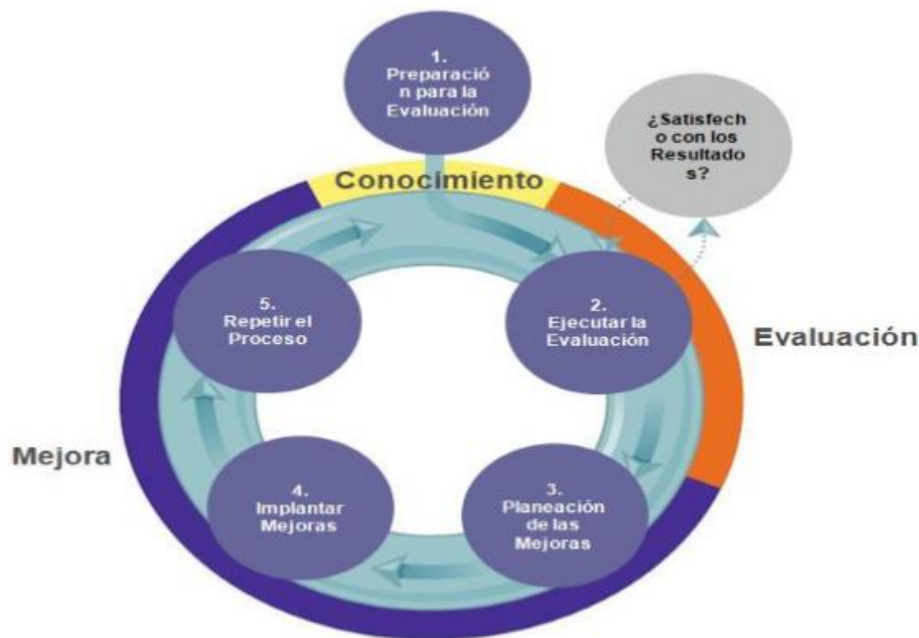 1.
Preparació
n para la
Evaluación
¿Satisfech
o con los
Resultado
s?
Conocimiento
5.
Repetir el
Proceso
2.
Ejecutar la
Evaluación
Evaluación
Mejora
4.
Implantar
Mejoras
3.
Planeación
de las
Mejoras